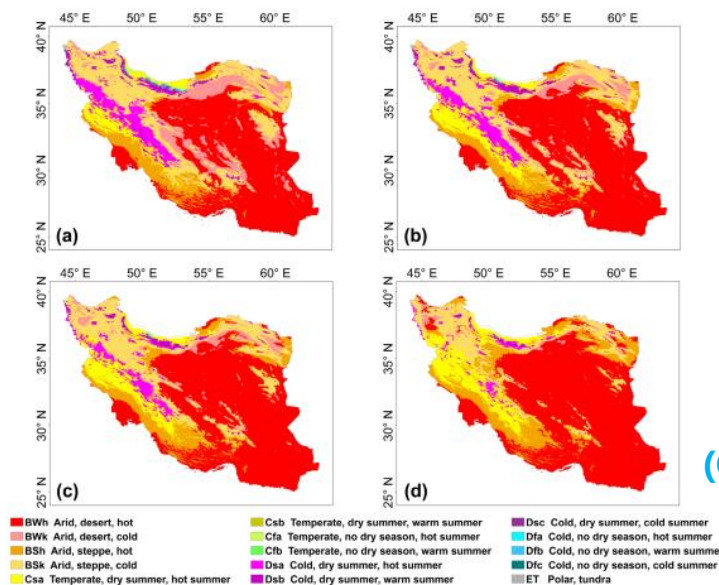 45° E 50° E 55° E 60° E
45° E 50° E 55° E 60° E
40° N
35° N
30° N
25° N
(a)
40° N
35° N
30° N
25° N
(b)
45° E 50° E 55° E 60° E
45° E 50° E 55° E 60° E
40° N
35° N
30° N
25° N
(c)
40° N
35° N
30° N
25° N
(d)
BWh Arid, desert, hot
BWk Arid, desert, cold
BSh Arid, steppe, hot
BSk Arid, steppe, cold
Csa Temperate, dry summer, hot summer
Csb Temperate, dry summer, warm summer
Cfa Temperate, no dry season, hot summer
Cfb Temperate, no dry season, warm summer
Dsa Cold, dry summer, hot summer
Dsb Cold, dry summer, warm summer
Dsc Cold, dry summer, cold summer
Dfa Cold, no dry season, hot summer
Dfb Cold, no dry season, warm summer
Dfc Cold, no dry season, cold summer
ET Polar, tundra